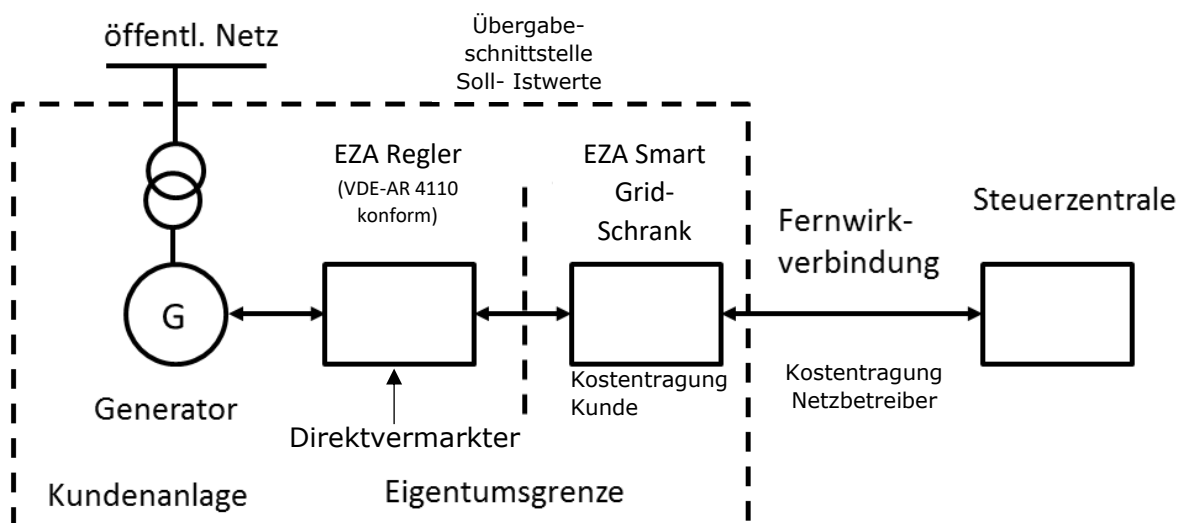 öffentl. Netz
Übergabe-
schnittstelle
Soll- Istwerte
EZA Regler
(VDE-AR 4110
konform)
EZA Smart
Grid-
Schrank
Fernwirk-
verbindung
Steuerzentrale
G
Generator
Direktvermarkter
Kostentragung
Kunde
Kostentragung
Netzbetreiber
Kundenanlage
Eigentumsgrenze